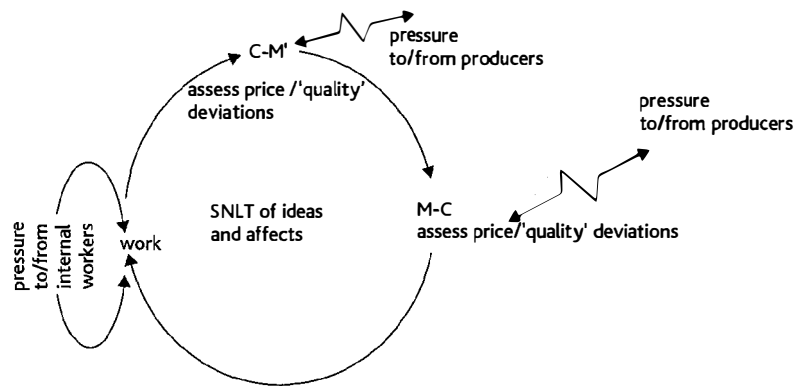 C-M'
assess price /'quality'
deviations
pressure
to/from producers
pressure
to/from producers
M-C
assess price/'quality' deviations
SNLT of ideas
and affects
work
pressure
to/from
internal
workers